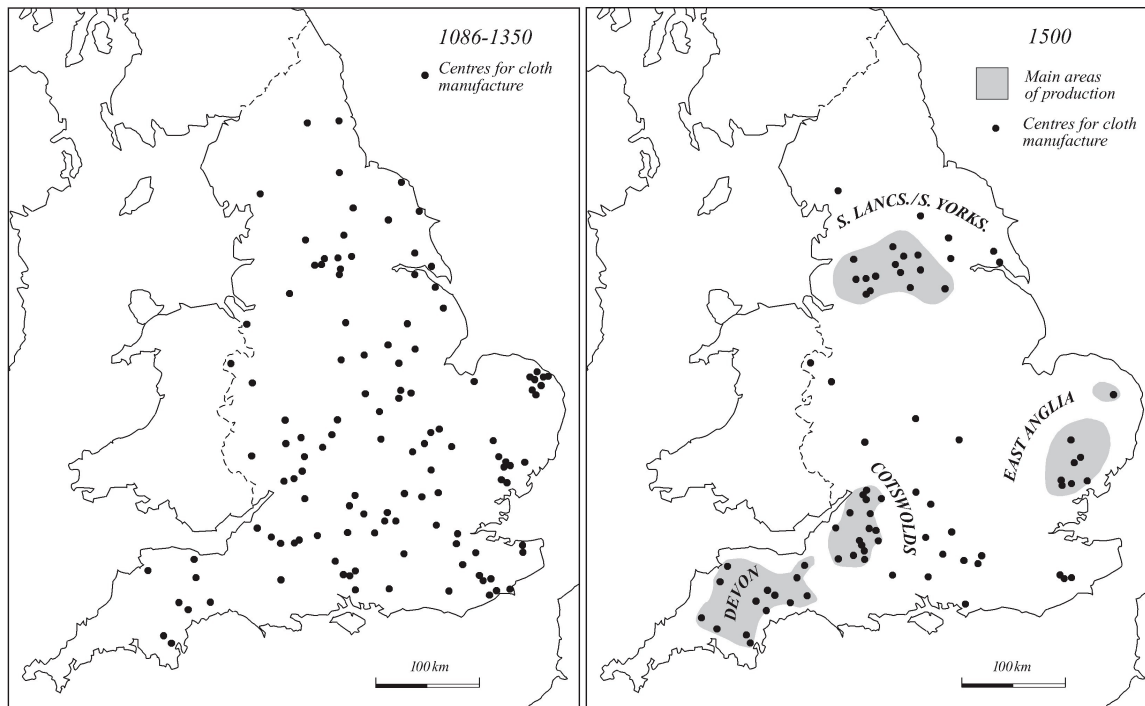 1086-1350
Centres for cloth
manufacture
100 km
1500
Main areas
of production
Centres for cloth
manufacture
S. LANCS./S. YORKS.
EAST ANGLIA
COTSWOLDS
DEVON
100 km